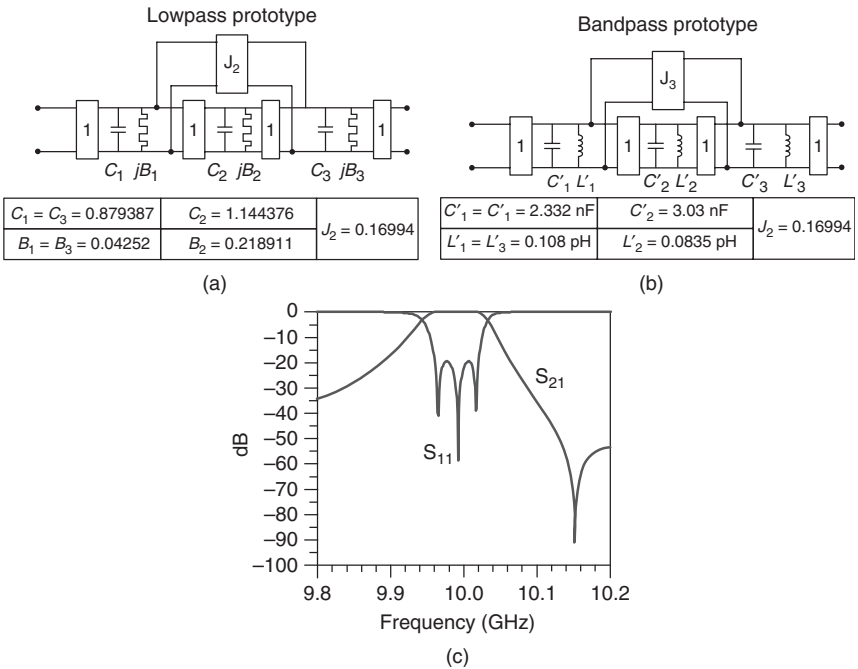 Lowpass prototype
J2
1 1 1 1
C1 jB1 C2 jB2 C3 jB3
C1 = C3 = 0.879387 C2 = 1.144376 J2 = 0.16994
B1 = B3 = 0.04252 B2 = 0.218911
(a)
Bandpass prototype
J3
1 1 1 1
C'1 L'1 C'2 L'2 C'3 L'3
C'1 = C'1 = 2.332 nF C'2 = 3.03 nF J2 = 0.16994
L'1 = L'3 = 0.108 pH L'2 = 0.0835 pH
(b)
dB
0
−10
−20
−30
−40
−50
−60
−70
−80
−90
−100
S21
S11
9.8 9.9 10.0 10.1 10.2
Frequency (GHz)
(c)